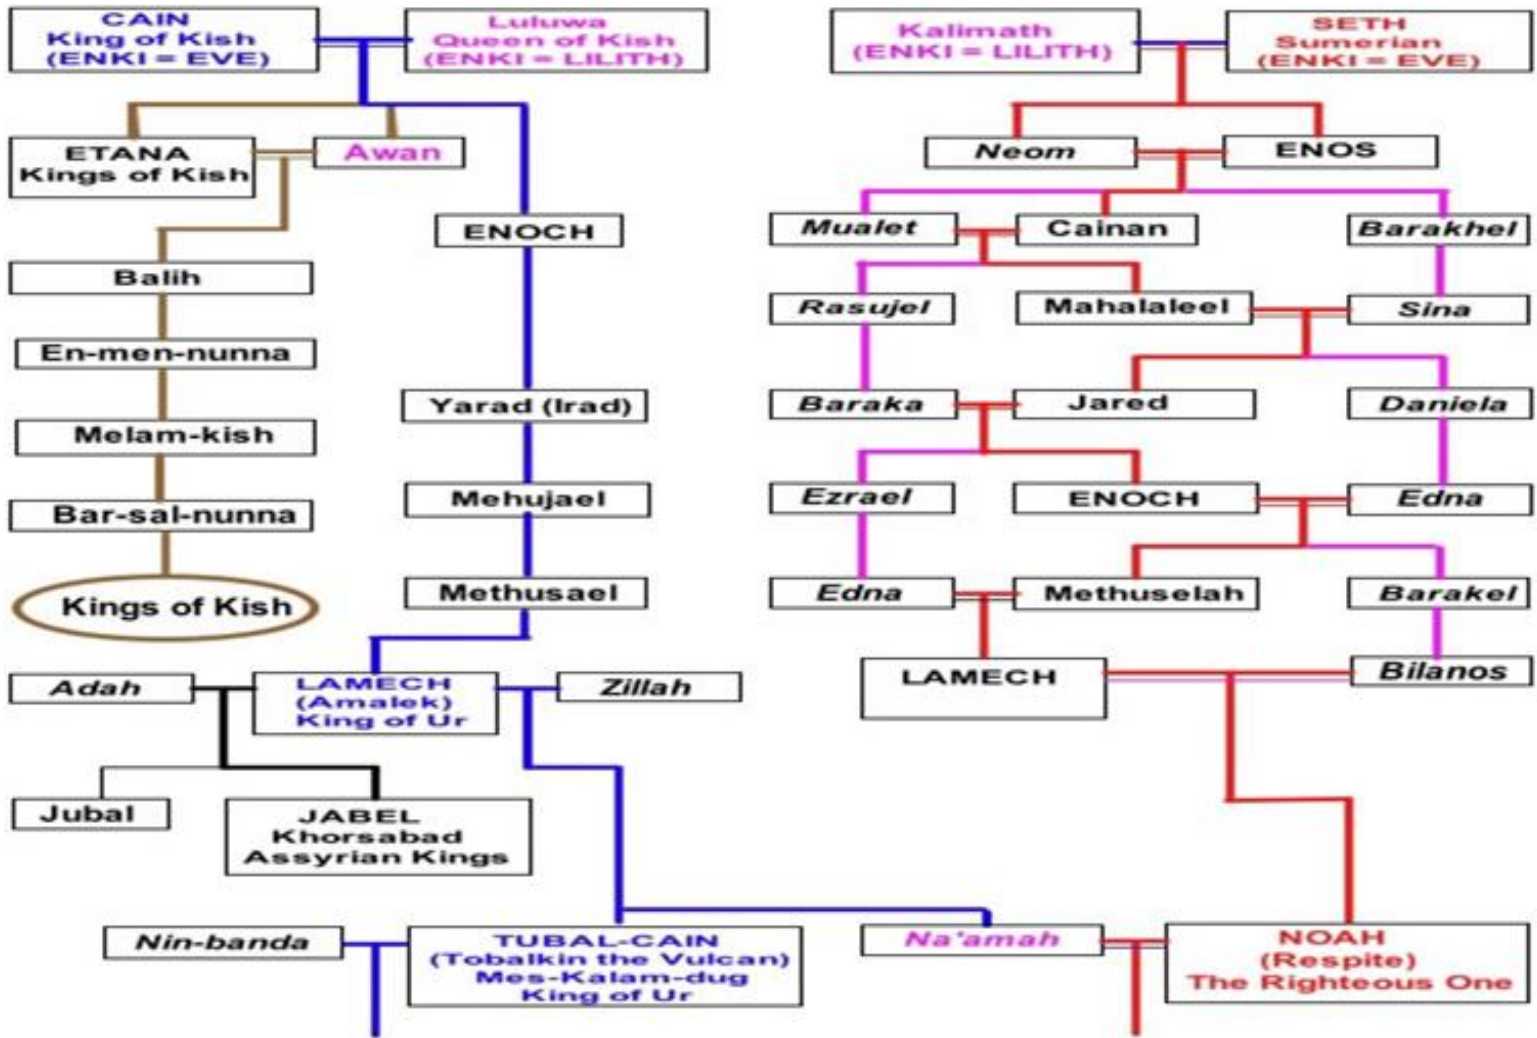 CAIN
King of Kish
(ENKI = EVE)
Luluwa
Queen of Kish
(ENKI = LILITH)
Kalimath
(ENKI = LILITH)
SETH
Sumerian
(ENKI = EVE)
ETANA
Kings of Kish
Awan
Neom
ENOS
ENOCH
Mualet
Cainan
Barakhel
Balih
Rasujel
Mahalaleel
Sina
En-men-nunna
Yarad (Irad)
Baraka
Jared
Daniela
Melam-kish
Mehujael
Ezrael
ENOCH
Edna
Bar-sal-nunna
Kings of Kish
Methusael
Edna
Methuselah
Barakel
Adah
LAMECH
(Amalek)
King of Ur
Zillah
LAMECH
Bilanos
Jubal
JABEL
Khorsabad
Assyrian Kings
Nin-banda
TUBAL-CAIN
(Tobalkin the Vulcan)
Mes-Kalam-dug
King of Ur
Na'amah
NOAH
(Respite)
The Righteous One